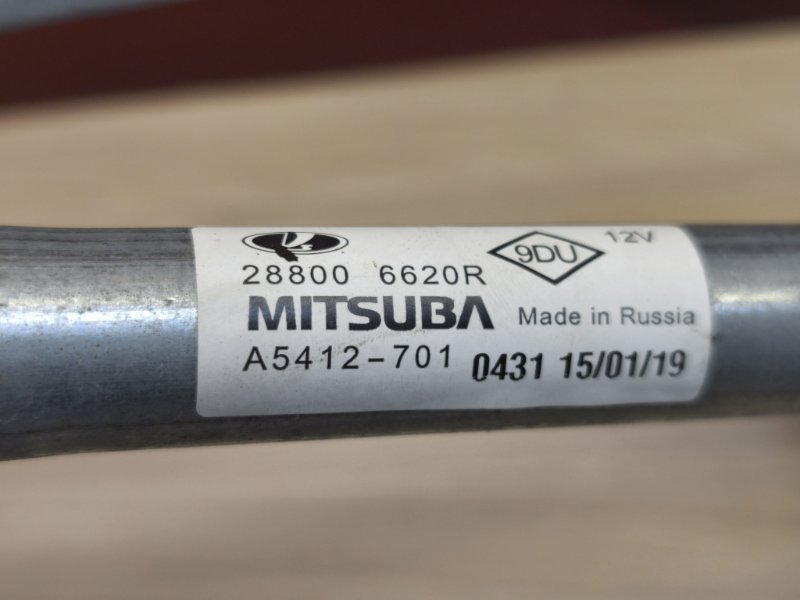 28800 6620R
9DU
12V
MITSUBA
Made in Russia
A5412-701
0431 15/01/19